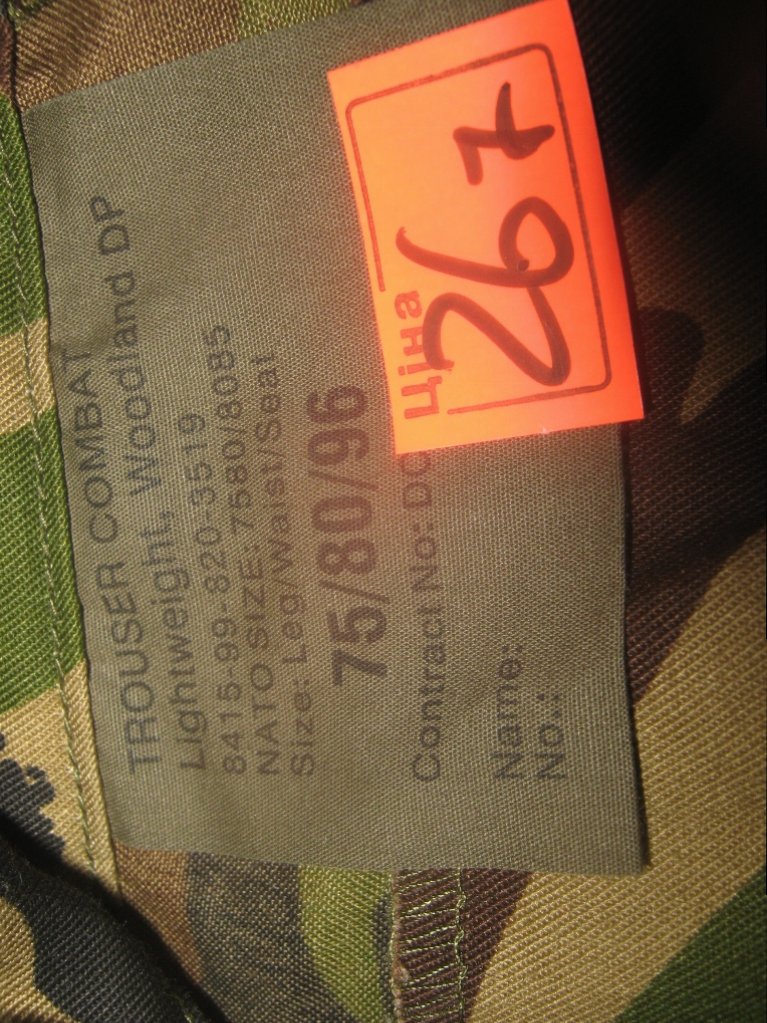 TROUSER COMBAT
Lightweight, Woodland DP
8415-99-820-3519
NATO SIZE: 7580/8085
Size: Leg/Waist/Seat
75/80/96
Contract No: DC
Name:
No.:
Ціна
267